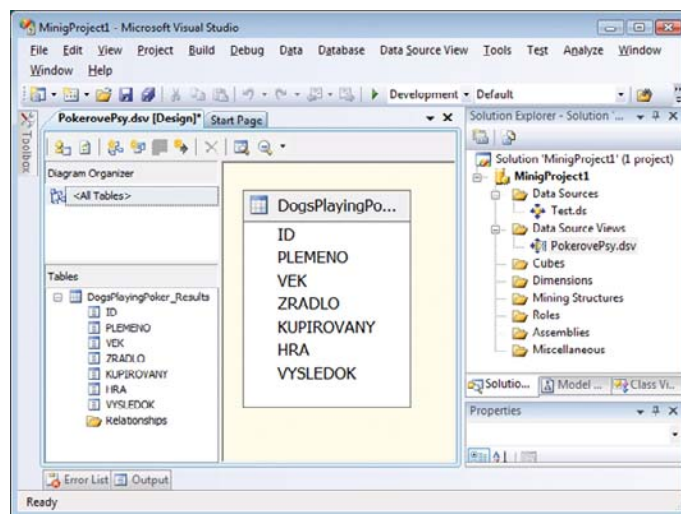 MinigProject1 - Microsoft Visual Studio
File Edit View Project Build Debug Data Database Data Source View Tools Test Analyze Window
Window Help
Development Default
Toolbox
PokerovePsy.dsv [Design]* Start Page
Diagram Organizer
<All Tables>
Tables
DogsPlayingPoker_Results
ID
PLEMENO
VEK
ZRADLO
KUPIROVANY
HRA
VYSLEDOK
Relationships
DogsPlayingPo...
ID
PLEMENO
VEK
ZRADLO
KUPIROVANY
HRA
VYSLEDOK
Solution Explorer - Solution '...
Solution 'MinigProject1' (1 project)
MinigProject1
Data Sources
Test.ds
Data Source Views
PokerovePsy.dsv
Cubes
Dimensions
Mining Structures
Roles
Assemblies
Miscellaneous
Solutio... Model ... Class Vi...
Properties
Error List Output
Ready